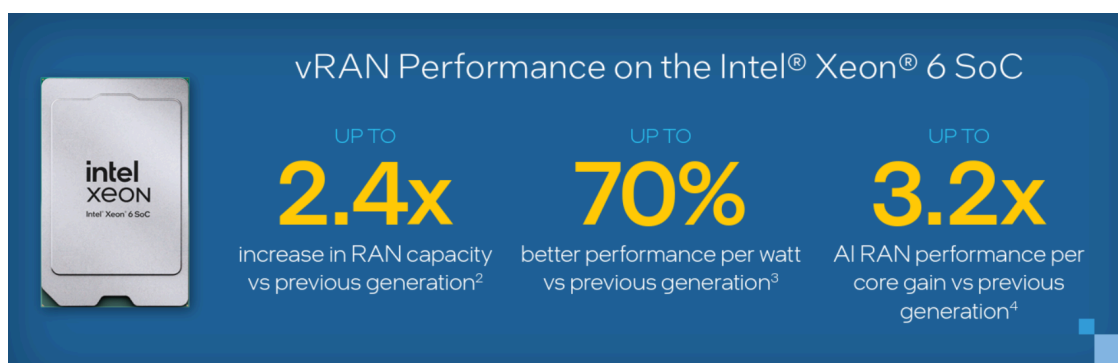 vRAN Performance on the Intel® Xeon® 6 SoC
intel
xeon
Intel® Xeon® 6 SoC
UP TO
2.4x
increase in RAN capacity
vs previous generation2
UP TO
70%
better performance per watt
vs previous generation3
UP TO
3.2x
AI RAN performance per
core gain vs previous
generation4